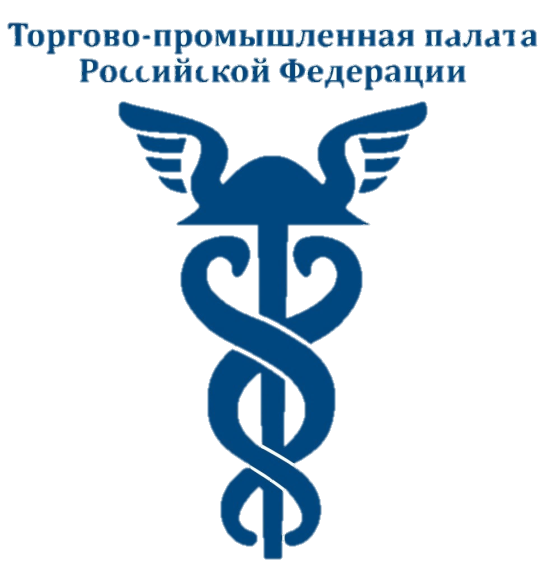 Торгово-промышленная палата
Российской Федерации